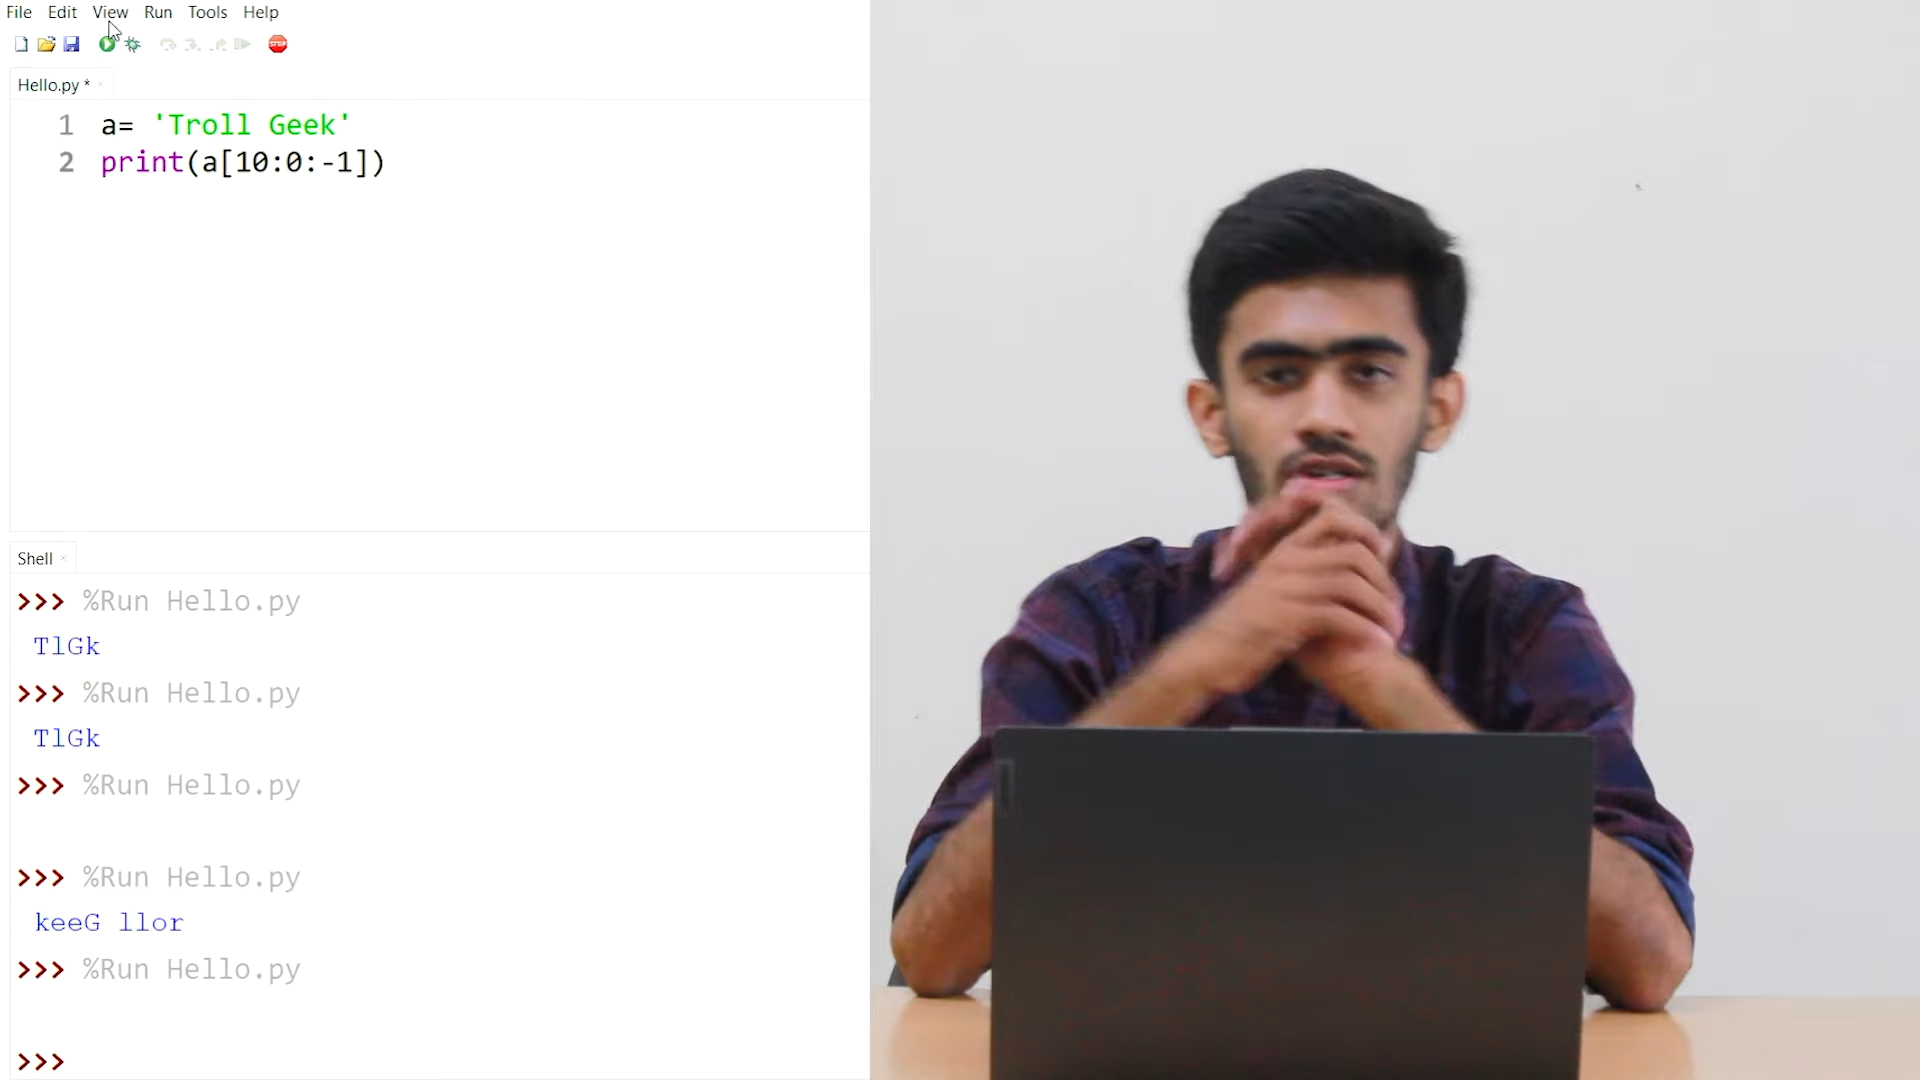 File Edit View Run Tools Help
STOP
Hello.py *
1 a= 'Troll Geek'
2 print(a[10:0:-1])
Shell
>>> %Run Hello.py
TlGk
>>> %Run Hello.py
TlGk
>>> %Run Hello.py
>>> %Run Hello.py
keeG llor
>>> %Run Hello.py
>>>